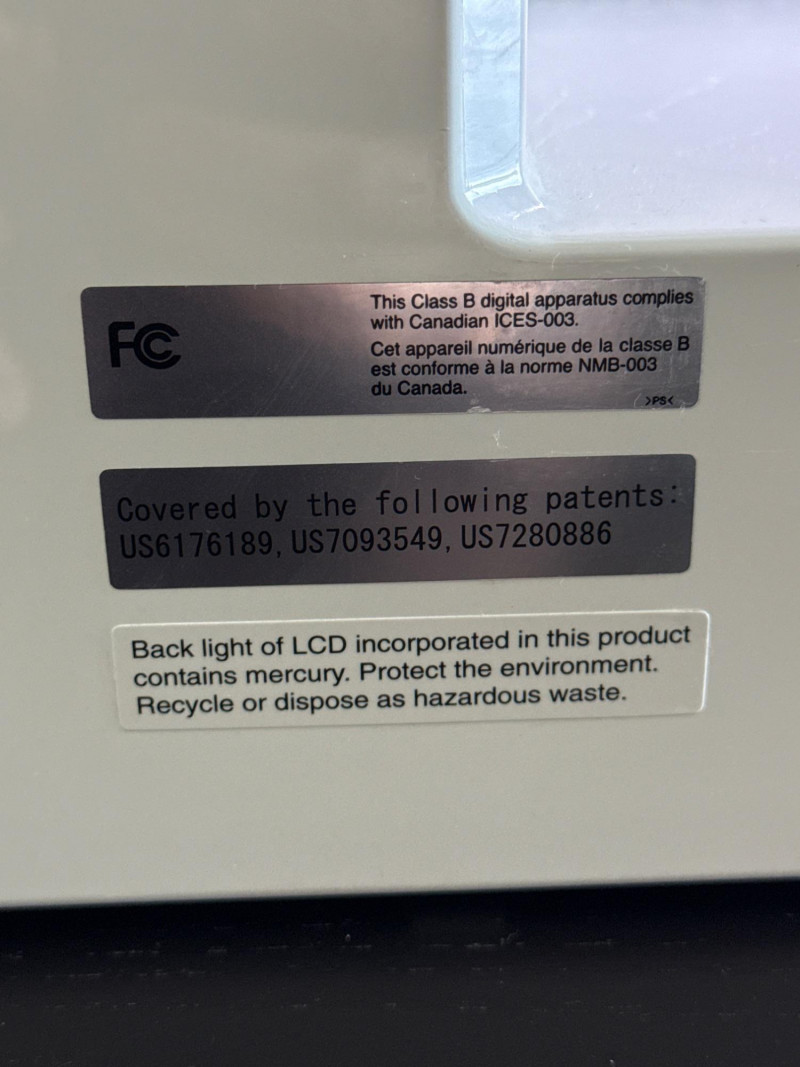 FC
This Class B digital apparatus complies
with Canadian ICES-003.
Cet appareil numérique de la classe B
est conforme à la norme NMB-003
du Canada.
>PS<
Covered by the following patents:
US6176189, US7093549, US7280886
Back light of LCD incorporated in this product
contains mercury. Protect the environment.
Recycle or dispose as hazardous waste.